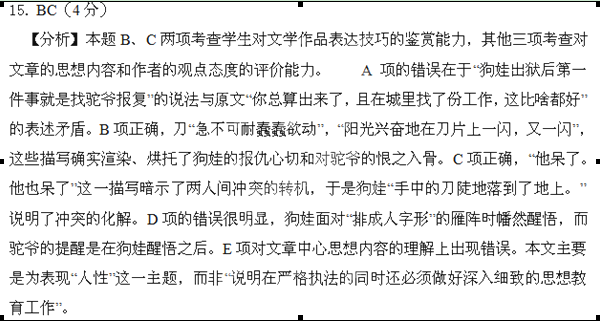 15. BC（4 分）
【分析】本题 B、C 两项考查学生对文学作品表达技巧的鉴赏能力，其他三项考查对
文章的思想内容和作者的观点态度的评价能力。 A 项的错误在于“狗娃出狱后第一
件事就是找驼爷报复”的说法与原文“你总算出来了，且在城里找了份工作，这比啥都好”
的表述矛盾。B 项正确，刀“急不可耐蠢蠢欲动”，“阳光兴奋地在刀片上一闪，又一闪”，
这些描写确实渲染、烘托了狗娃的报仇心切和对驼爷的恨之入骨。C 项正确，“他呆了。
他也呆了”这一描写暗示了两人间冲突的转机，于是狗娃“手中的刀陡地落到了地上。”
说明了冲突的化解。D 项的错误很明显，狗娃面对“排成人字形”的雁阵时幡然醒悟，而
驼爷的提醒是在狗娃醒悟之后。E 项对文章中心思想内容的理解上出现错误。本文主要
是为表现“人性”这一主题，而非“说明在严格执法的同时还必须做好深入细致的思想教
育工作”。